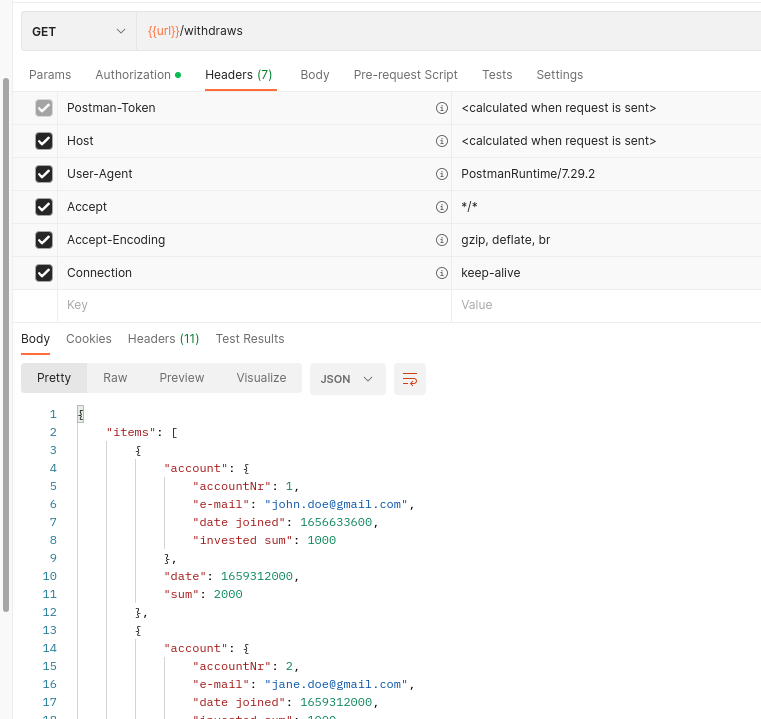 GET {{url}}/withdraws
Params Authorization Headers (7) Body Pre-request Script Tests Settings
Postman-Token <calculated when request is sent>
Host <calculated when request is sent>
User-Agent PostmanRuntime/7.29.2
Accept */*
Accept-Encoding gzip, deflate, br
Connection keep-alive
Key Value
Body Cookies Headers (11) Test Results
Pretty Raw Preview Visualize JSON
1 {
2 "items": [
3 {
4 "account": {
5 "accountNr": 1,
6 "e-mail": "john.doe@gmail.com",
7 "date joined": 1656633600,
8 "invested sum": 1000
9 },
10 "date": 1659312000,
11 "sum": 2000
12 },
13 {
14 "account": {
15 "accountNr": 2,
16 "e-mail": "jane.doe@gmail.com",
17 "date joined": 1659312000,
18 "invested sum": 1000